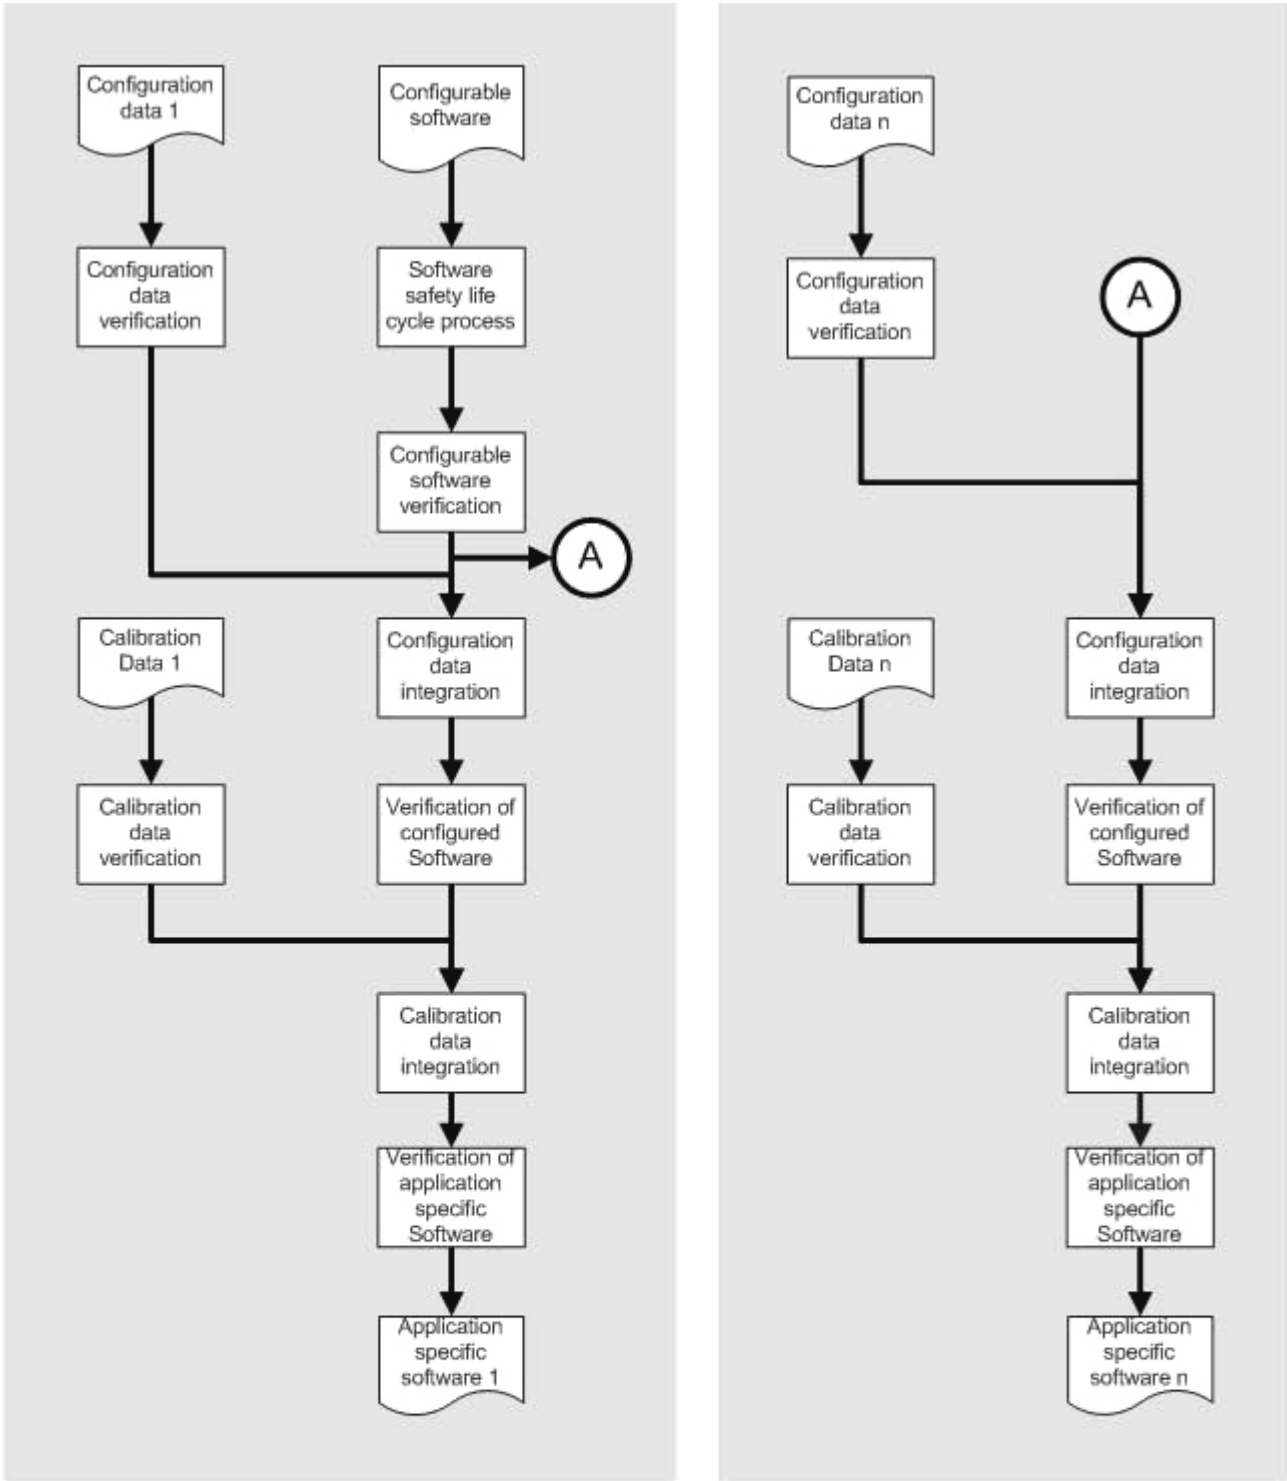 Configuration
data 1
Configurable
software
Configuration
data
verification
Software
safety life
cycle process
Configurable
software
verification
A
Calibration
Data 1
Configuration
data
integration
Calibration
data
verification
Verification of
configured
Software
Calibration
data
integration
Verification of
application
specific
Software
Application
specific
software 1
Configuration
data n
Configuration
data
verification
A
Calibration
Data n
Configuration
data
integration
Calibration
data
verification
Verification of
configured
Software
Calibration
data
integration
Verification of
application
specific
Software
Application
specific
software n